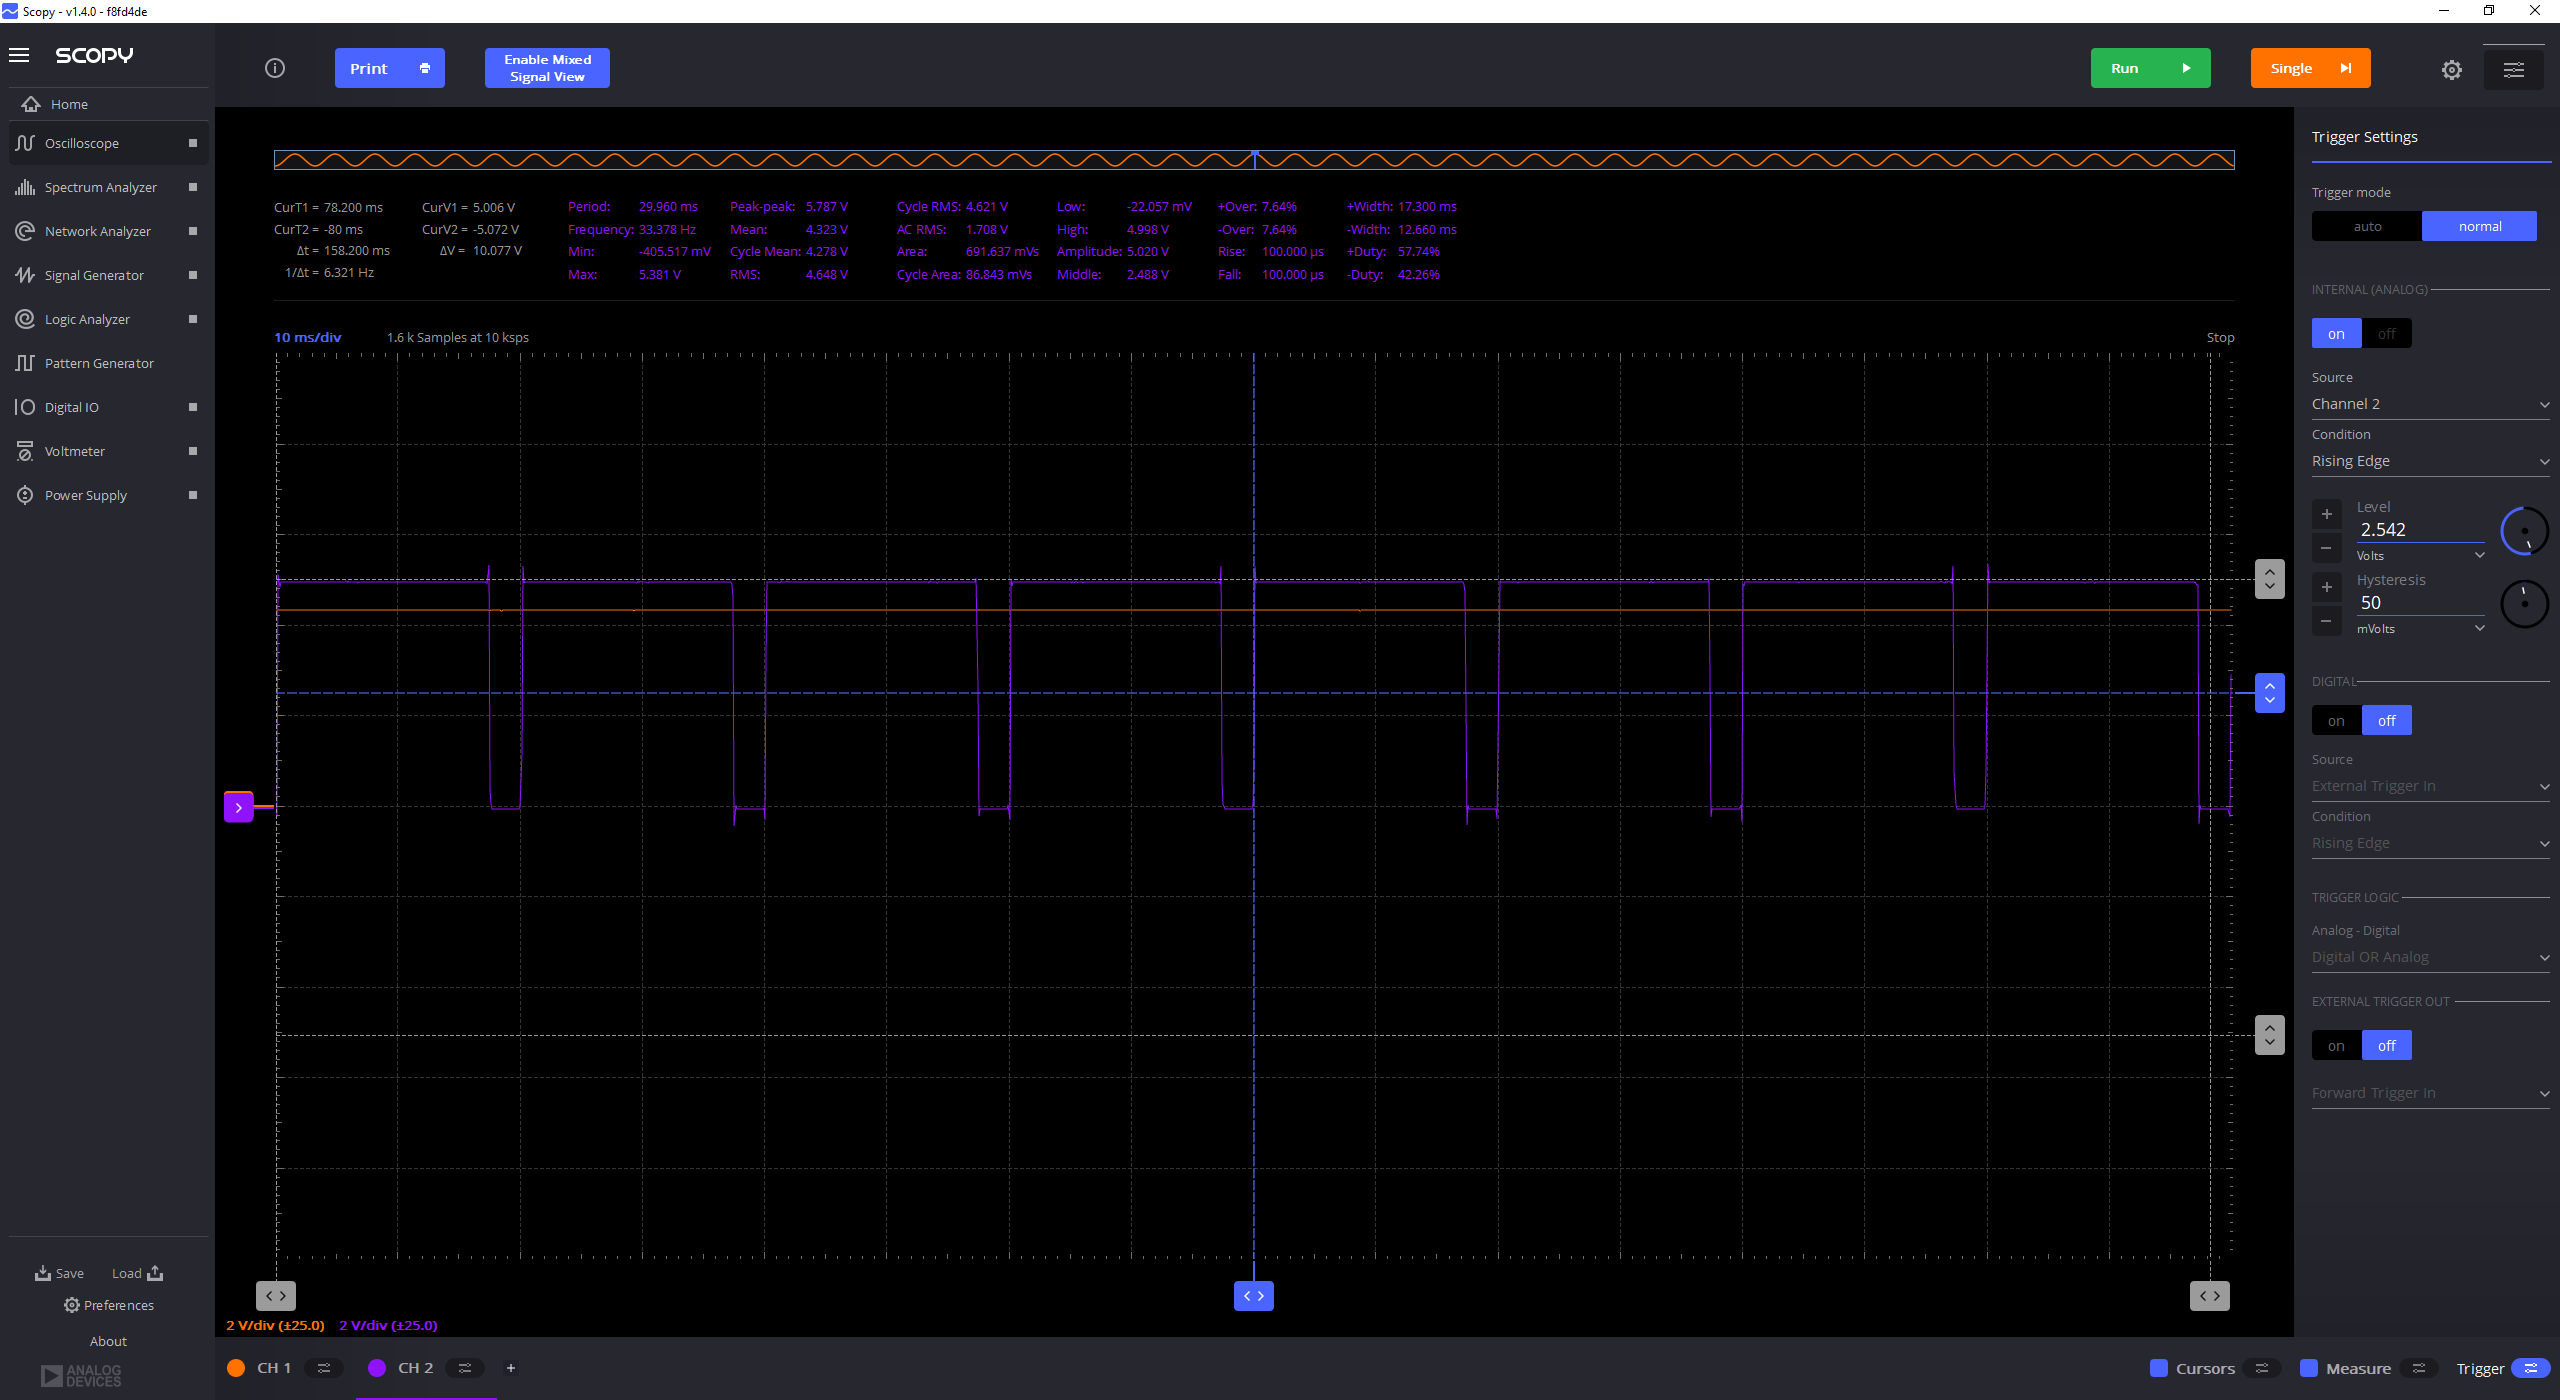 Scopy - v1.4.0 - f8fd4de
SCOPY
Home
Oscilloscope
Spectrum Analyzer
Network Analyzer
Signal Generator
Logic Analyzer
Pattern Generator
Digital IO
Voltmeter
Power Supply
Save Load
Preferences
About
ANALOG
DEVICES
Print
Enable Mixed
Signal View
Run
Single
CurT1 = 78.200 ms CurV1 = 5.006 V Period: 29.960 ms Peak-peak: 5.787 V Cycle RMS: 4.621 V Low: -22.057 mV +Over: 7.64% +Width: 17.300 ms
CurT2 = -80 ms CurV2 = -5.072 V Frequency: 33.378 Hz Mean: 4.323 V AC RMS: 1.708 V High: 4.998 V -Over: 7.64% -Width: 12.660 ms
Δt = 158.200 ms ΔV = 10.077 V Min: -405.517 mV Cycle Mean: 4.278 V Area: 691.637 mVs Amplitude: 5.020 V Rise: 100.000 µs +Duty: 57.74%
1/Δt = 6.321 Hz Max: 5.381 V RMS: 4.648 V Cycle Area: 86.843 mVs Middle: 2.488 V Fall: 100.000 µs -Duty: 42.26%
10 ms/div 1.6 k Samples at 10 ksps Stop
2 V/div (±25.0) 2 V/div (±25.0)
CH 1 CH 2 +
Cursors Measure Trigger
Trigger Settings
Trigger mode
auto normal
INTERNAL (ANALOG)
on off
Source
Channel 2
Condition
Rising Edge
Level
2.542
Volts
Hysteresis
50
mVolts
DIGITAL
on off
Source
External Trigger In
Condition
Rising Edge
TRIGGER LOGIC
Analog - Digital
Digital OR Analog
EXTERNAL TRIGGER OUT
on off
Forward Trigger In